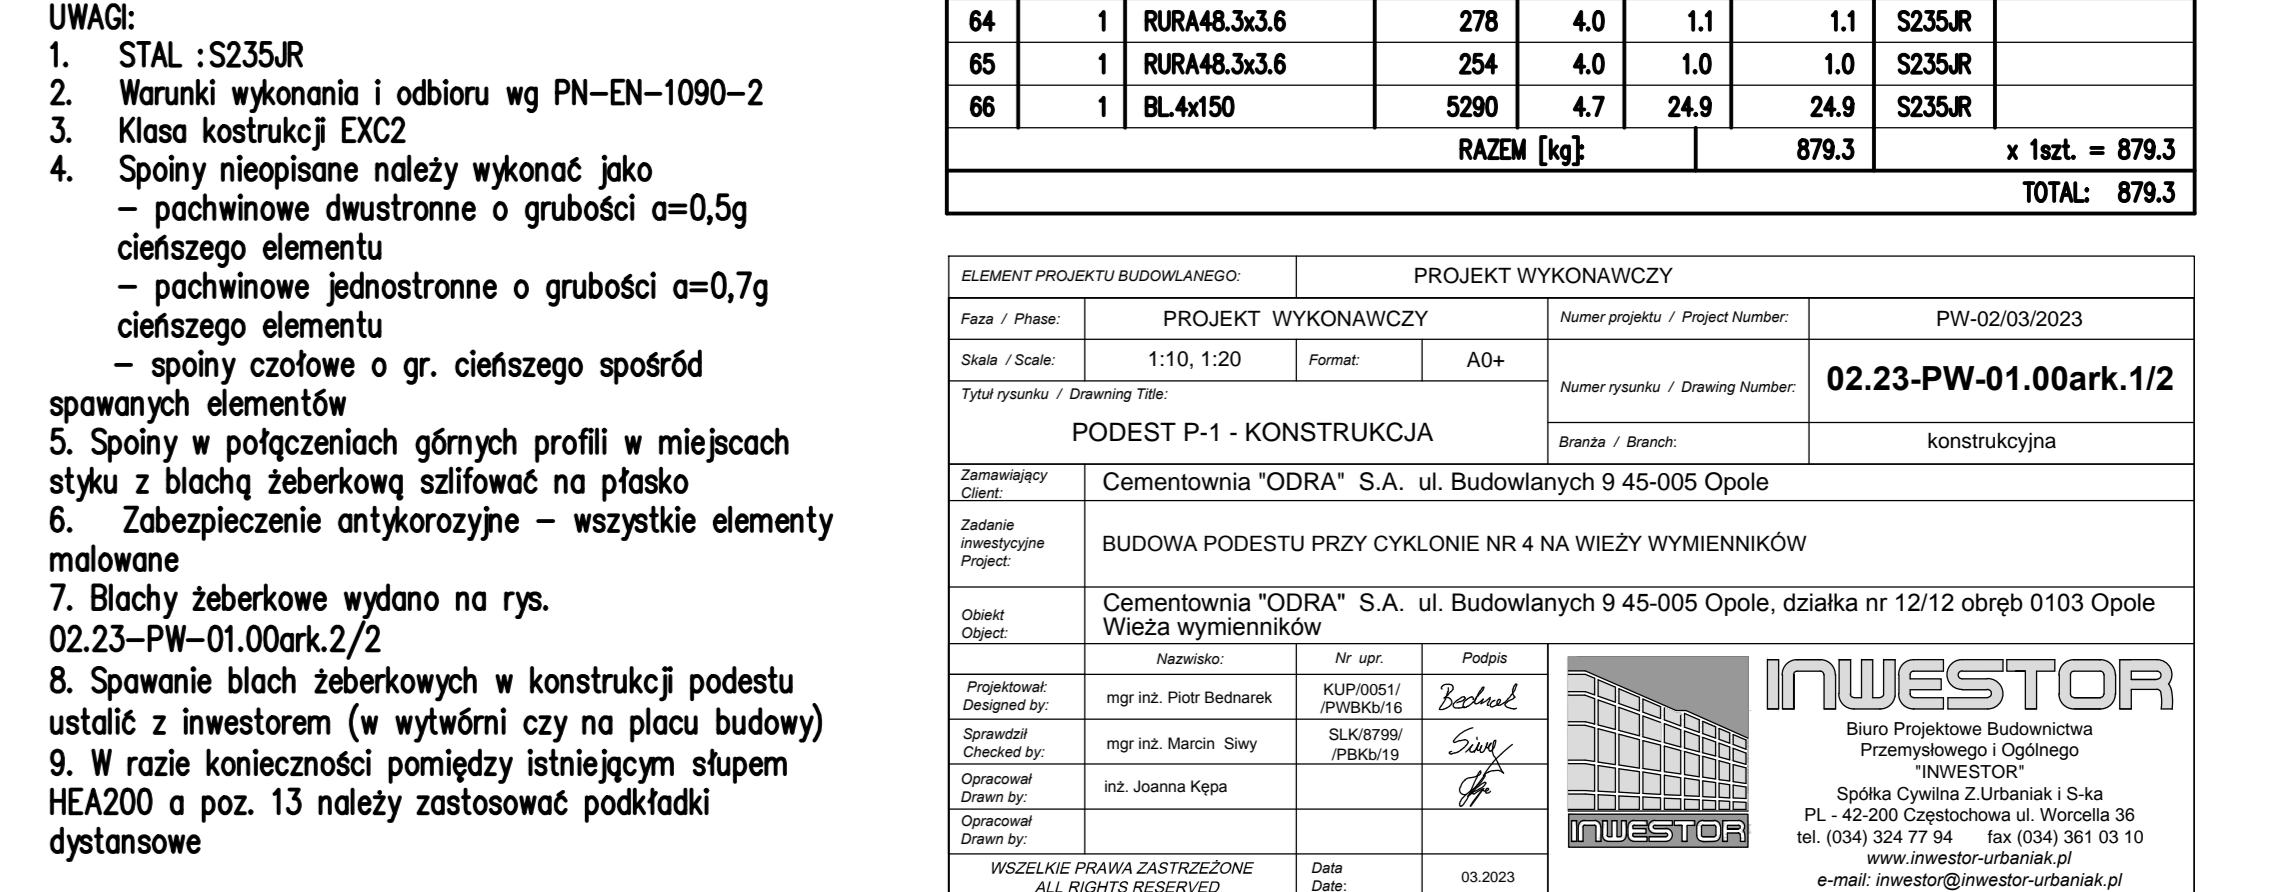 UWAGI:
1. STAL :S235JR
2. Warunki wykonania i odbioru wg PN-EN-1090-2
3. Klasa kostrukcji EXC2
4. Spoiny nieopisane należy wykonać jako
– pachwinowe dwustronne o grubości a=0,5g
cieńszego elementu
– pachwinowe jednostronne o grubości a=0,7g
cieńszego elementu
– spoiny czołowe o gr. cieńszego spośród
spawanych elementów
5. Spoiny w połączeniach górnych profili w miejscach
styku z blachą żeberkową szlifować na płasko
6. Zabezpieczenie antykorozyjne – wszystkie elementy
malowane
7. Blachy żeberkowe wydano na rys.
02.23-PW-01.00ark.2/2
8. Spawanie blach żeberkowych w konstrukcji podestu
ustalić z inwestorem (w wytwórni czy na placu budowy)
9. W razie konieczności pomiędzy istniejącym słupem
HEA200 a poz. 13 należy zastosować podkładki
dystansowe
64 1 RURA48.3x3.6 278 4.0 1.1 1.1 S235JR
65 1 RURA48.3x3.6 254 4.0 1.0 1.0 S235JR
66 1 BL.4x150 5290 4.7 24.9 24.9 S235JR
RAZEM [kg]: 879.3 x 1szt. = 879.3
TOTAL: 879.3
ELEMENT PROJEKTU BUDOWLANEGO: PROJEKT WYKONAWCZY
Faza / Phase: PROJEKT WYKONAWCZY Numer projektu / Project Number: PW-02/03/2023
Skala / Scale: 1:10, 1:20 Format: A0+
Numer rysunku / Drawing Number: 02.23-PW-01.00ark.1/2
Tytuł rysunku / Drawning Title:
PODEST P-1 - KONSTRUKCJA
Branża / Branch: konstrukcyjna
Zamawiający
Client:
Cementownia "ODRA" S.A. ul. Budowlanych 9 45-005 Opole
Zadanie
inwestycyjne
Project:
BUDOWA PODESTU PRZY CYKLONIE NR 4 NA WIEŻY WYMIENNIKÓW
Obiekt
Object:
Cementownia "ODRA" S.A. ul. Budowlanych 9 45-005 Opole, działka nr 12/12 obręb 0103 Opole
Wieża wymienników
Nazwisko: Nr upr. Podpis
Projektował:
Designed by:
mgr inż. Piotr Bednarek
KUP/0051/
/PWBKb/16
Bednarek
Sprawdził
Checked by:
mgr inż. Marcin Siwy
SLK/8799/
/PBKb/19
Siwy
Opracował
Drawn by:
inż. Joanna Kępa
Opracował
Drawn by:
WSZELKIE PRAWA ZASTRZEŻONE
ALL RIGHTS RESERVED
Data
Date:
03.2023
INWESTOR
INWESTOR
Biuro Projektowe Budownictwa
Przemysłowego i Ogólnego
"INWESTOR"
Spółka Cywilna Z.Urbaniak i S-ka
PL - 42-200 Częstochowa ul. Worcella 36
tel. (034) 324 77 94 fax (034) 361 03 10
www.inwestor-urbaniak.pl
e-mail: inwestor@inwestor-urbaniak.pl